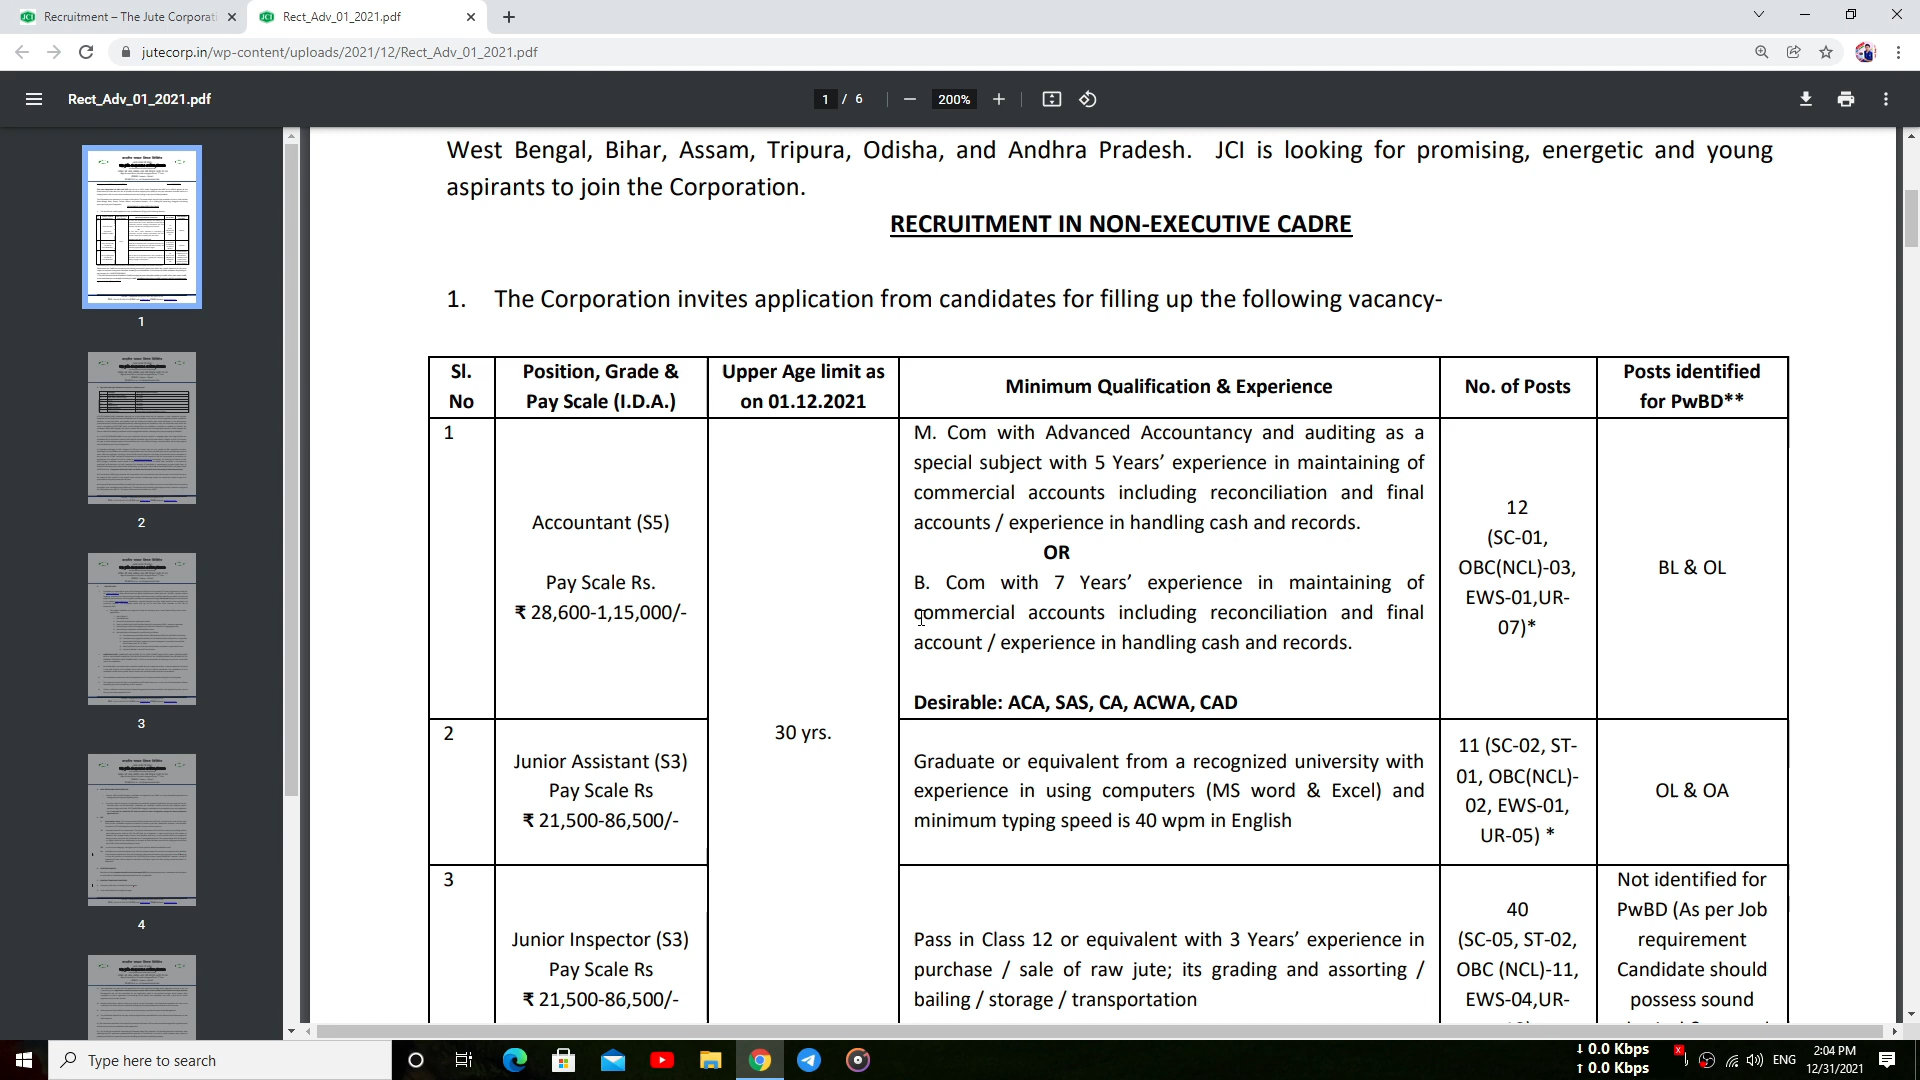 Recruitment – The Jute Corporati
Rect_Adv_01_2021.pdf
jutecorp.in/wp-content/uploads/2021/12/Rect_Adv_01_2021.pdf
Rect_Adv_01_2021.pdf
1 / 6
200%
1
2
3
4
West Bengal, Bihar, Assam, Tripura, Odisha, and Andhra Pradesh. JCI is looking for promising, energetic and young
aspirants to join the Corporation.
RECRUITMENT IN NON-EXECUTIVE CADRE
1. The Corporation invites application from candidates for filling up the following vacancy-
Sl.
No
Position, Grade &
Pay Scale (I.D.A.)
Upper Age limit as
on 01.12.2021
Minimum Qualification & Experience
No. of Posts
Posts identified
for PwBD**
1
Accountant (S5)
Pay Scale Rs.
₹ 28,600-1,15,000/-
30 yrs.
M. Com with Advanced Accountancy and auditing as a
special subject with 5 Years’ experience in maintaining of
commercial accounts including reconciliation and final
accounts / experience in handling cash and records.
OR
B. Com with 7 Years’ experience in maintaining of
commercial accounts including reconciliation and final
account / experience in handling cash and records.
Desirable: ACA, SAS, CA, ACWA, CAD
12
(SC-01,
OBC(NCL)-03,
EWS-01,UR-
07)*
BL & OL
2
Junior Assistant (S3)
Pay Scale Rs
₹ 21,500-86,500/-
Graduate or equivalent from a recognized university with
experience in using computers (MS word & Excel) and
minimum typing speed is 40 wpm in English
11 (SC-02, ST-
01, OBC(NCL)-
02, EWS-01,
UR-05) *
OL & OA
3
Junior Inspector (S3)
Pay Scale Rs
₹ 21,500-86,500/-
Pass in Class 12 or equivalent with 3 Years’ experience in
purchase / sale of raw jute; its grading and assorting /
bailing / storage / transportation
40
(SC-05, ST-02,
OBC (NCL)-11,
EWS-04,UR-
Not identified for
PwBD (As per Job
requirement
Candidate should
possess sound
Type here to search
↓ 0.0 Kbps
↑ 0.0 Kbps
ENG
2:04 PM
12/31/2021